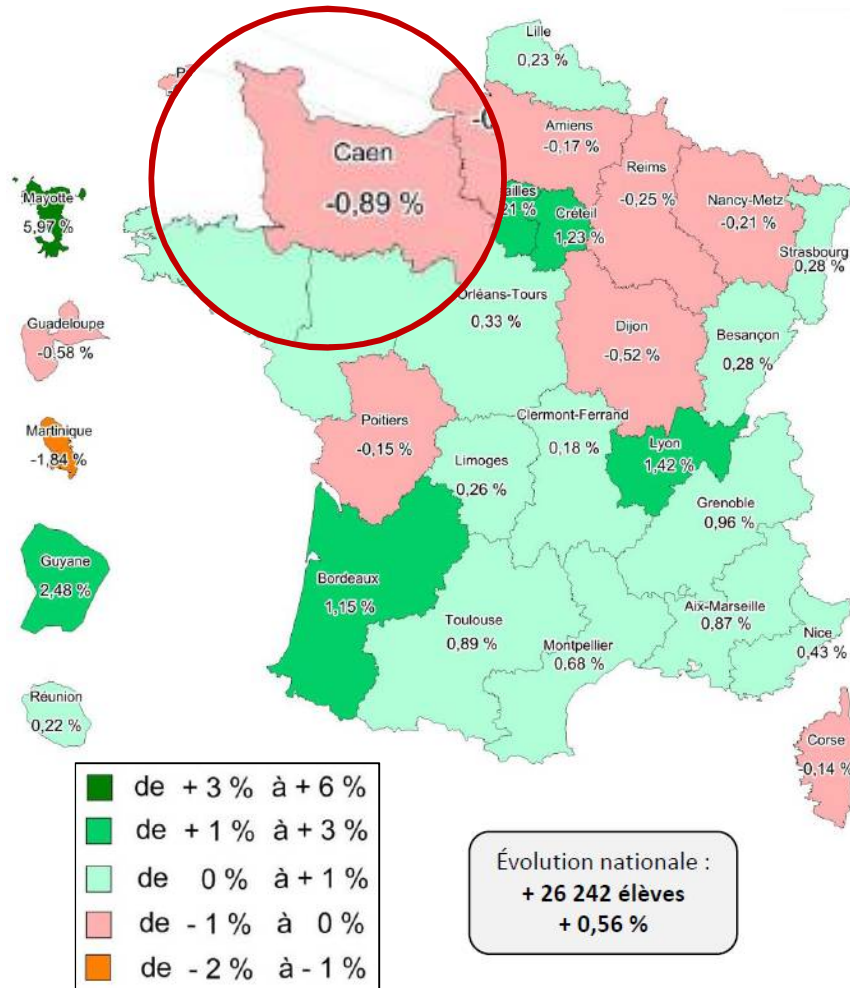 Lille
0,23 %
Caen
-0,89 %
Amiens
-0,17 %
Reims
-0,25 %
Nancy-Metz
-0,21 %
Strasbourg
0,28 %
Créteil
1,23 %
Mayotte
5,97 %
Orléans-Tours
0,33 %
Dijon
-0,52 %
Besançon
0,28 %
Guadeloupe
-0,58 %
Poitiers
-0,15 %
Clermont-Ferrand
0,18 %
Lyon
1,42 %
Martinique
-1,84 %
Limoges
0,26 %
Grenoble
0,96 %
Guyane
2,48 %
Bordeaux
1,15 %
Toulouse
0,89 %
Montpellier
0,68 %
Aix-Marseille
0,87 %
Nice
0,43 %
Réunion
0,22 %
Corse
-0,14 %
de + 3 % à + 6 %
de + 1 % à + 3 %
de 0 % à + 1 %
de - 1 % à 0 %
de - 2 % à - 1 %
Évolution nationale :
+ 26 242 élèves
+ 0,56 %